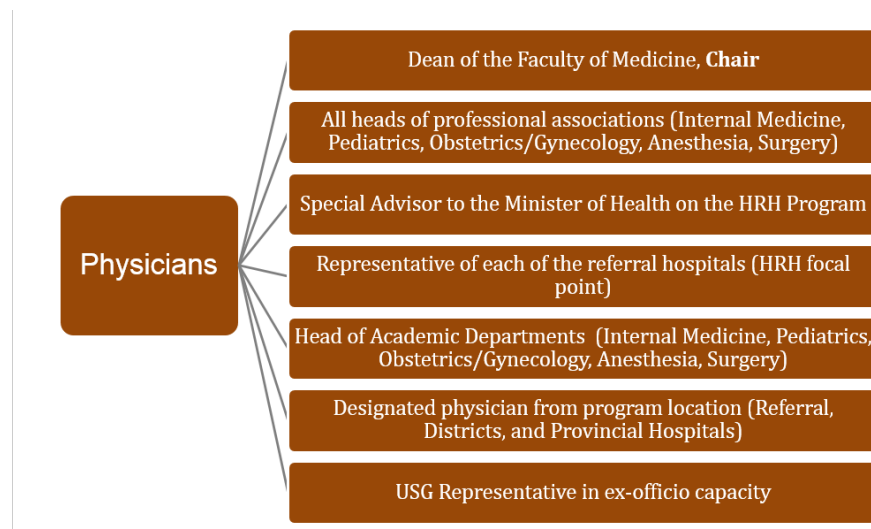 Physicians
Dean of the Faculty of Medicine, Chair
All heads of professional associations (Internal Medicine,
Pediatrics, Obstetrics/Gynecology, Anesthesia, Surgery)
Special Advisor to the Minister of Health on the HRH Program
Representative of each of the referral hospitals (HRH focal
point)
Head of Academic Departments (Internal Medicine, Pediatrics,
Obstetrics/Gynecology, Anesthesia, Surgery)
Designated physician from program location (Referral,
Districts, and Provincial Hospitals)
USG Representative in ex-officio capacity